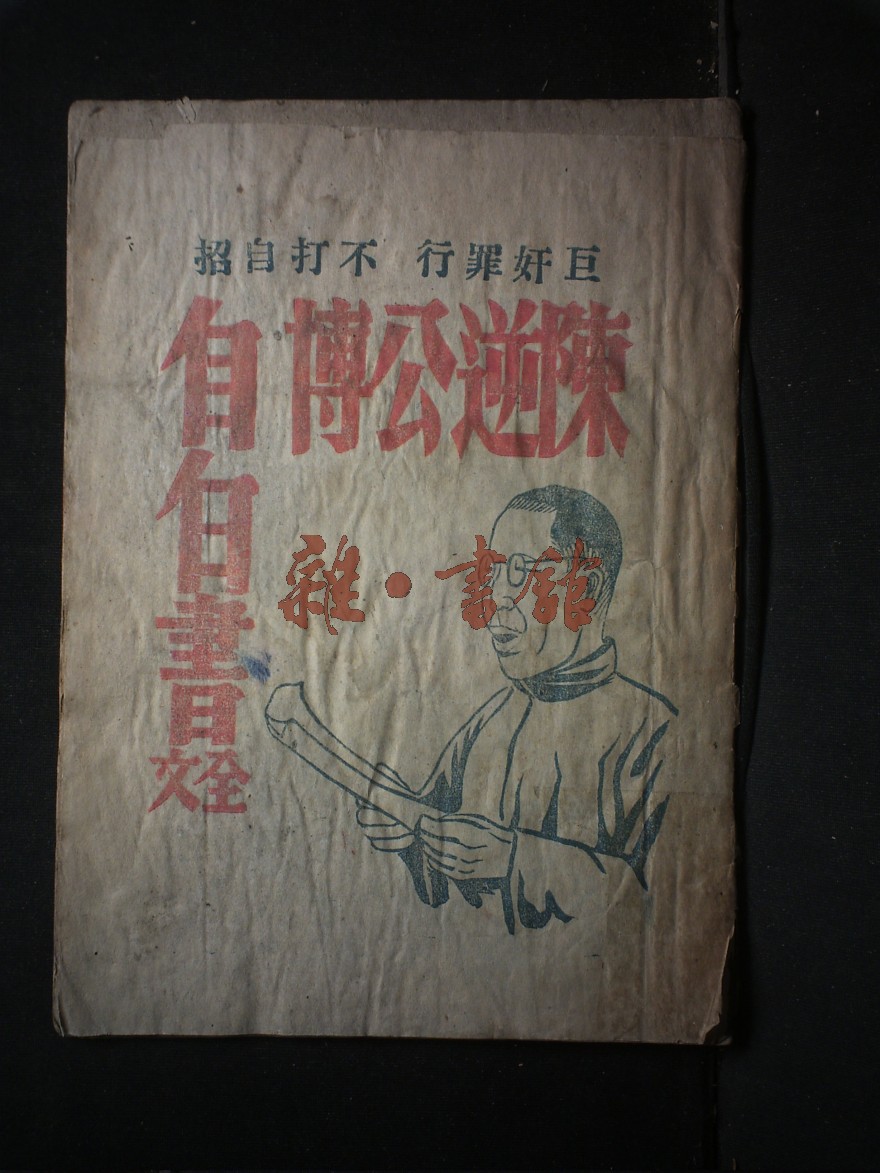 巨奸罪行 不打自招
陳逆公博
自白書
全文
雜·書館